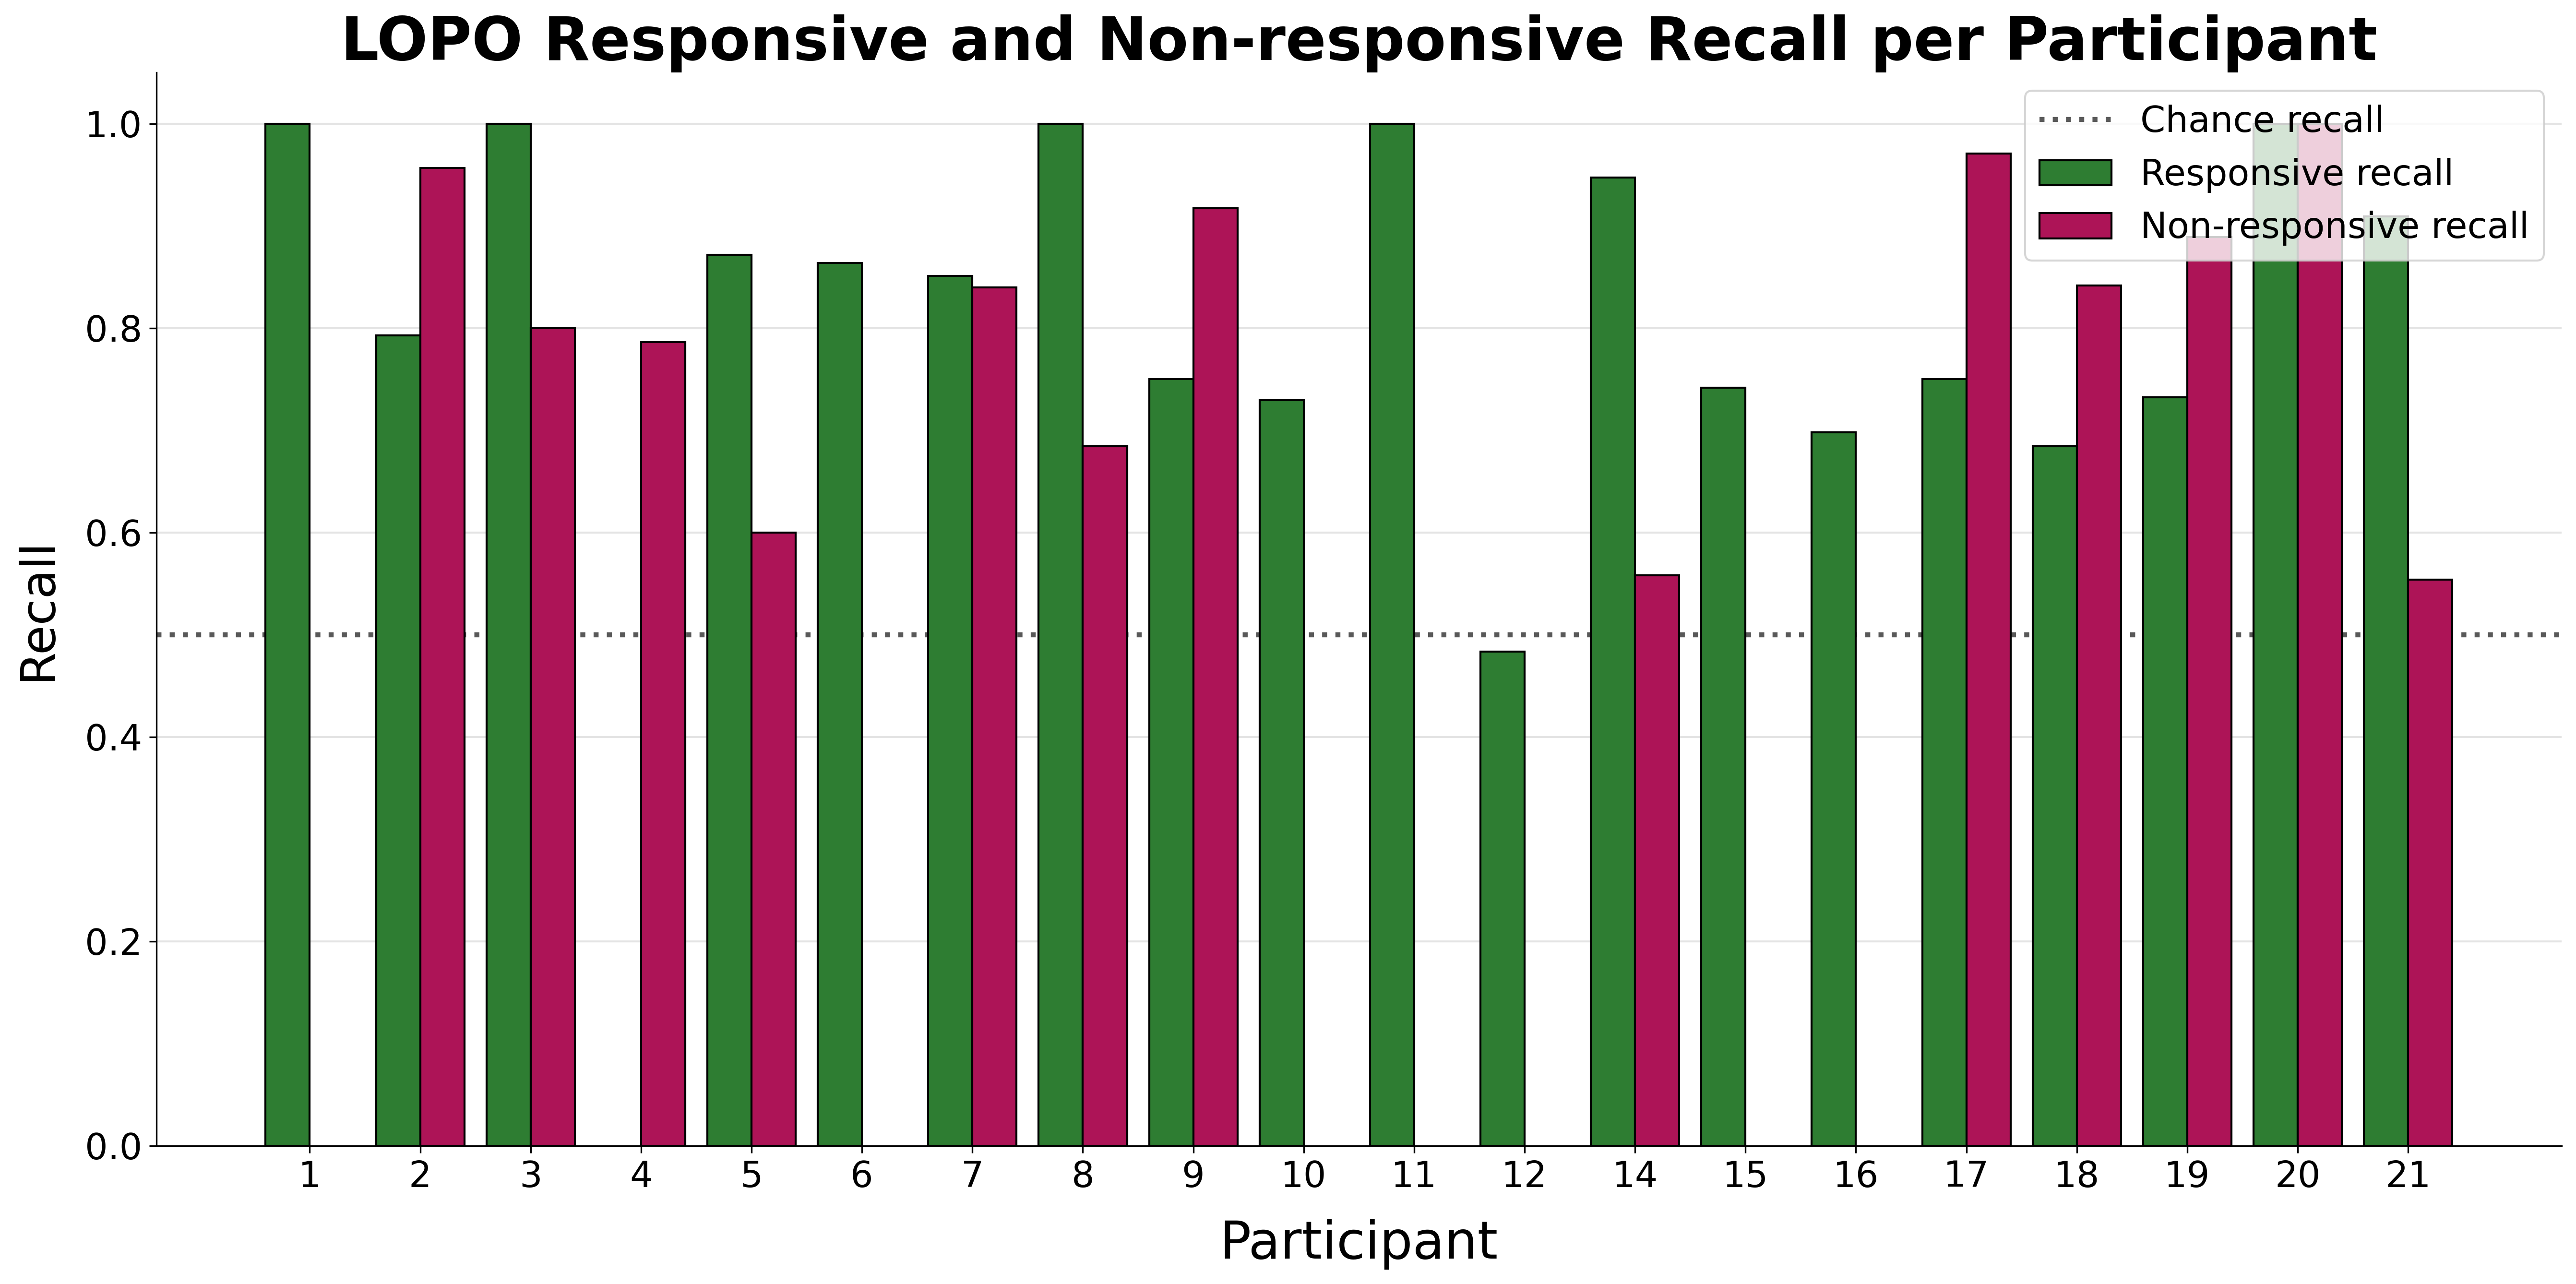 LOPO Responsive and Non-responsive Recall per Participant
Chance recall
Responsive recall
Non-responsive recall
Recall
1.0
0.8
0.6
0.4
0.2
0.0
1 2 3 4 5 6 7 8 9 10 11 12 14 15 16 17 18 19 20 21
Participant